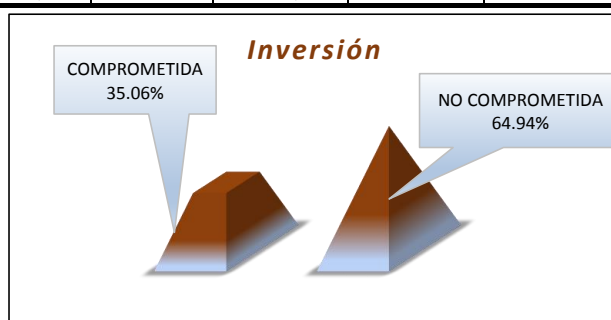 Inversión
COMPROMETIDA
35.06%
NO COMPROMETIDA
64.94%